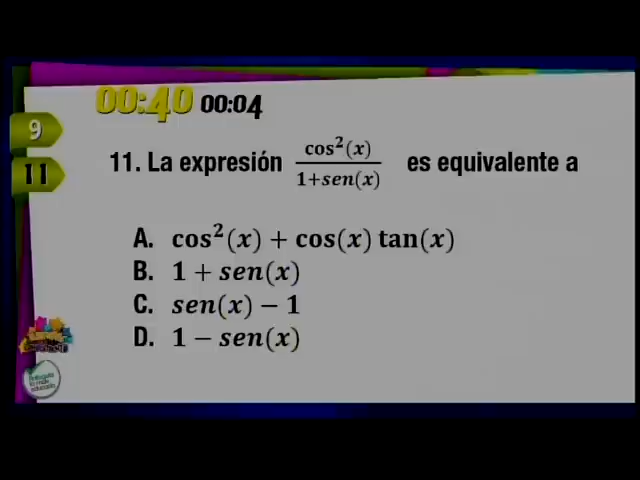 00:40 00:04
9
11
11. La expresión cos²(x)/1+sen(x) es equivalente a
A. cos²(x) + cos(x) tan(x)
B. 1 + sen(x)
C. sen(x) − 1
D. 1 − sen(x)